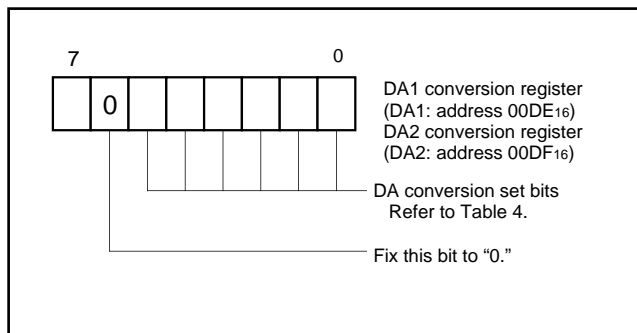 7 0
0
DA1 conversion register
(DA1: address 00DE16)
DA2 conversion register
(DA2: address 00DF16)
DA conversion set bits
Refer to Table 4.
Fix this bit to “0.”